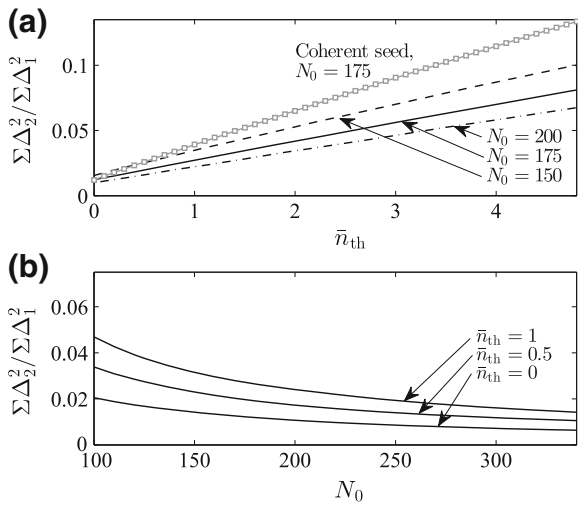 (a)
Coherent seed,
N₀ = 175
0.1
0.05
0
ΣΔ₂²/ΣΔ₁²
N₀ = 200
N₀ = 175
N₀ = 150
0 1 2 3 4
n̄th
(b)
0.06
0.04
0.02
0
ΣΔ₂²/ΣΔ₁²
n̄th = 1
n̄th = 0.5
n̄th = 0
100 150 200 250 300
N₀